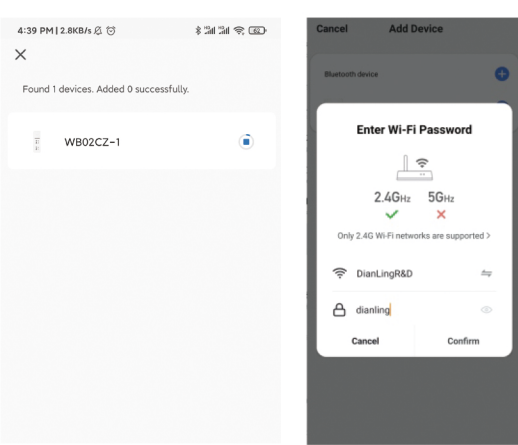 4:39 PM | 2.8KB/s
62
Found 1 devices. Added 0 successfully.
WB02CZ-1
Cancel
Add Device
Bluetooth device
Enter Wi-Fi Password
2.4GHz
5GHz
Only 2.4G Wi-Fi networks are supported >
DianLingR&D
dianling
Cancel
Confirm